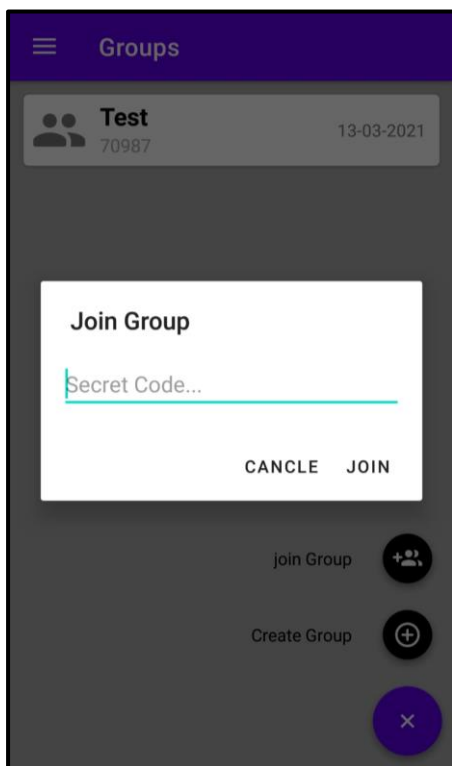 Groups
Test
70987
13-03-2021
Join Group
Secret Code...
CANCLE JOIN
join Group
Create Group